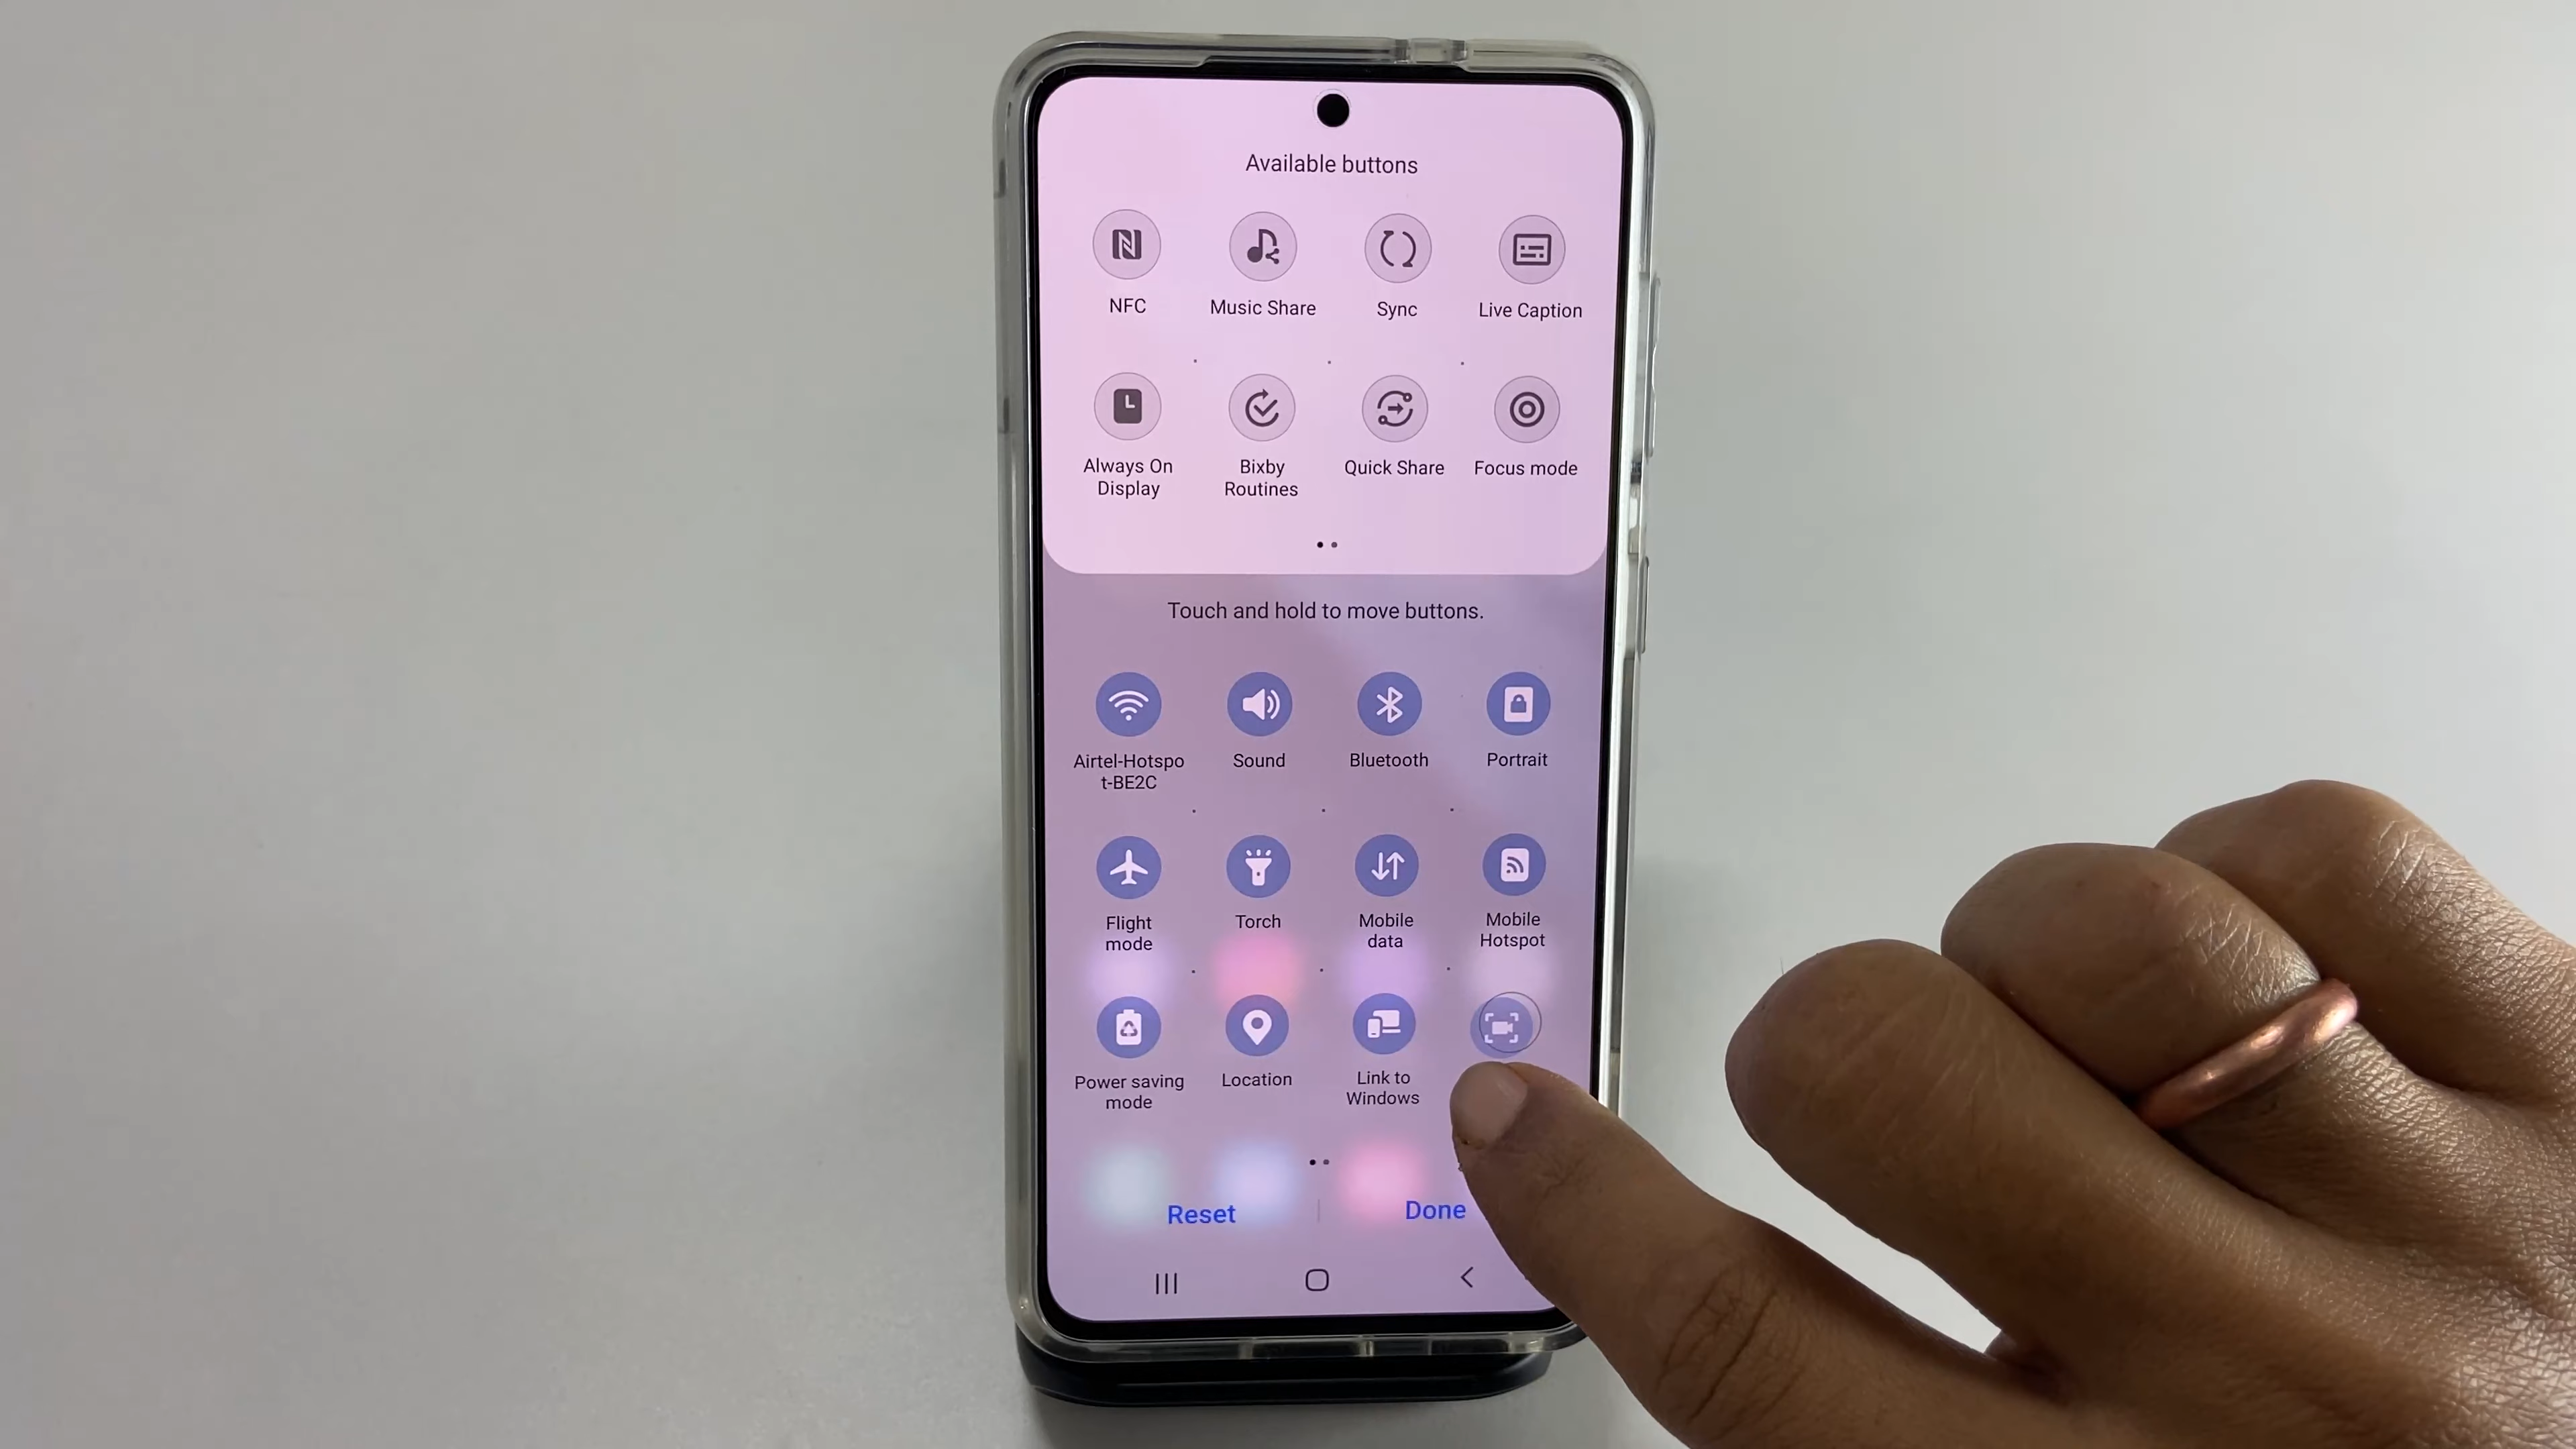 Available buttons
NFC
Music Share
Sync
Live Caption
Always On
Display
Bixby
Routines
Quick Share
Focus mode
Touch and hold to move buttons.
Airtel-Hotspo
t-BE2C
Sound
Bluetooth
Portrait
Flight
mode
Torch
Mobile
data
Mobile
Hotspot
Power saving
mode
Location
Link to
Windows
Reset
Done